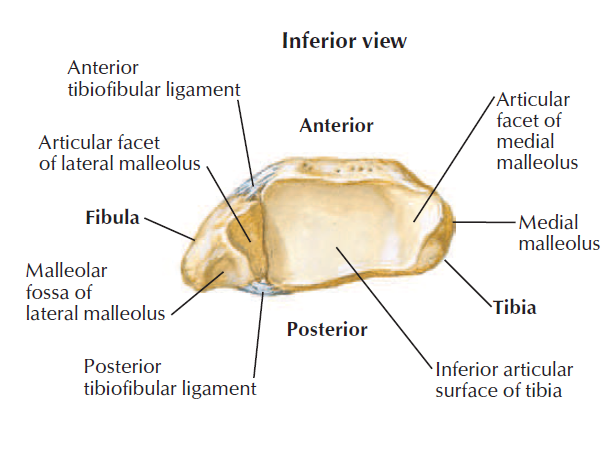 Inferior view
Anterior
tibiofibular ligament
Articular facet
of lateral malleolus
Fibula
Malleolar
fossa of
lateral malleolus
Posterior
tibiofibular ligament
Anterior
Posterior
Articular
facet of
medial
malleolus
Medial
malleolus
Tibia
Inferior articular
surface of tibia